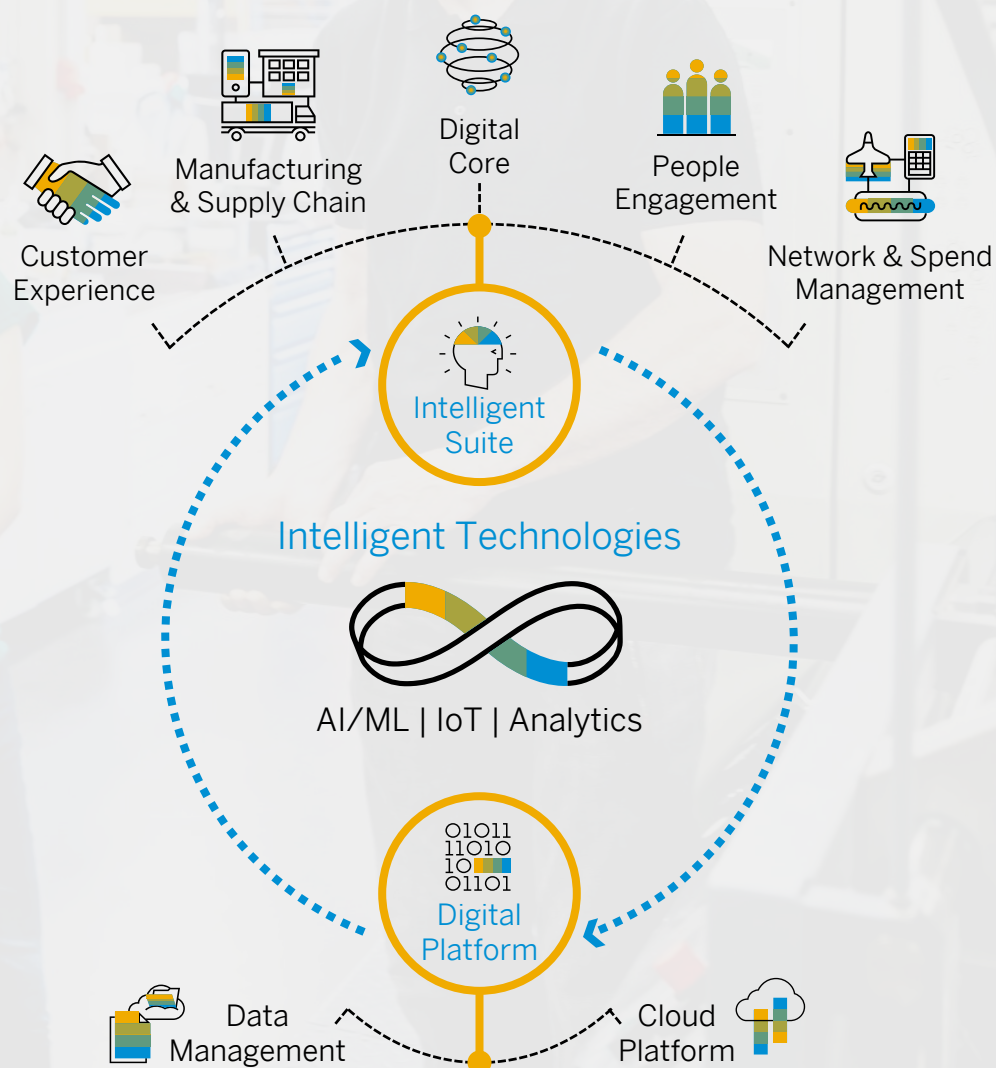 Digital
Core
Manufacturing
& Supply Chain
People
Engagement
Customer
Experience
Network & Spend
Management
Intelligent
Suite
Intelligent Technologies
AI/ML | IoT | Analytics
01011
11010
10
01101
Digital
Platform
Data
Management
Cloud
Platform